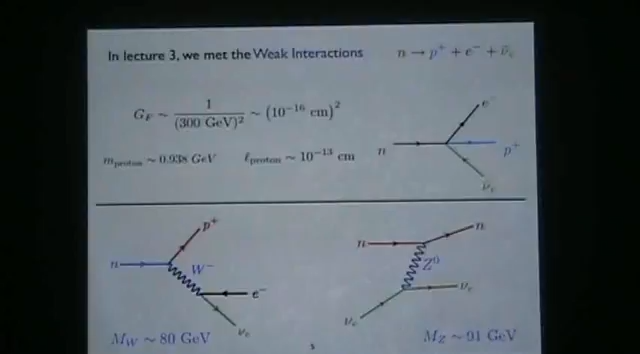 In lecture 3, we met the Weak Interactions n → p⁺ + e⁻ + ν̄ₑ
G_F ~ 1/(300 GeV)² ~ (10⁻¹⁶ cm)²
m_proton ~ 0.938 GeV ℓ_proton ~ 10⁻¹³ cm
e⁻
n p⁺
ν̄ₑ
p⁺ n
n W⁻ n Z⁰
e⁻ νₑ
ν̄ₑ νₑ
M_W ~ 80 GeV M_Z ~ 91 GeV